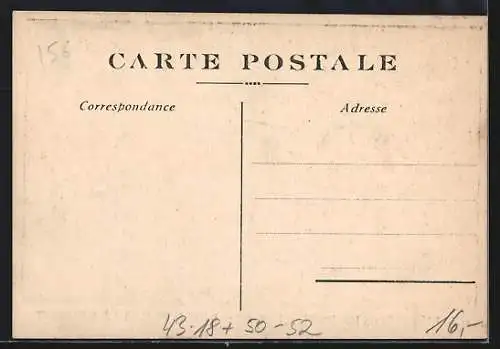 156
CARTE POSTALE
Correspondance Adresse
43-18+ 50-52 16,-